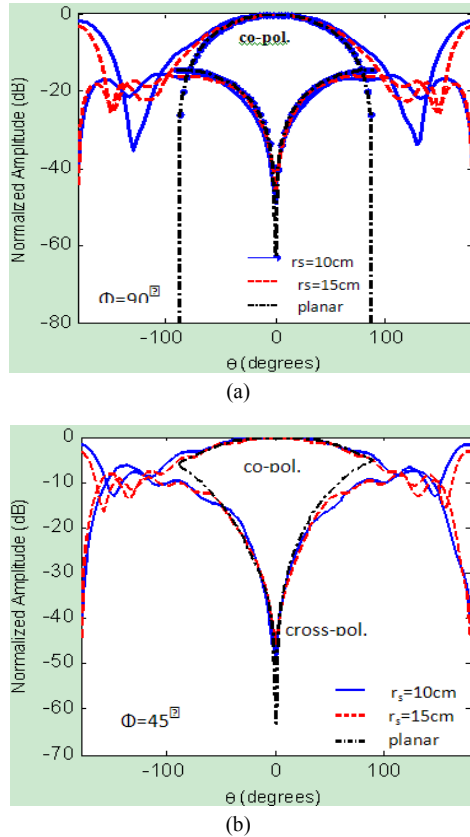 0
-20
-40
-60
-80
Normalized Amplitude (dB)
co-pol.
rs=10cm
rs=15cm
planar
Φ=90
-100
0
100
Θ (degrees)
(a)
0
-10
-20
-30
-40
-50
-60
-70
Normalized Amplitude (dB)
co-pol.
cross-pol.
rs=10cm
rs=15cm
planar
Φ=45
-100
0
100
Θ (degrees)
(b)